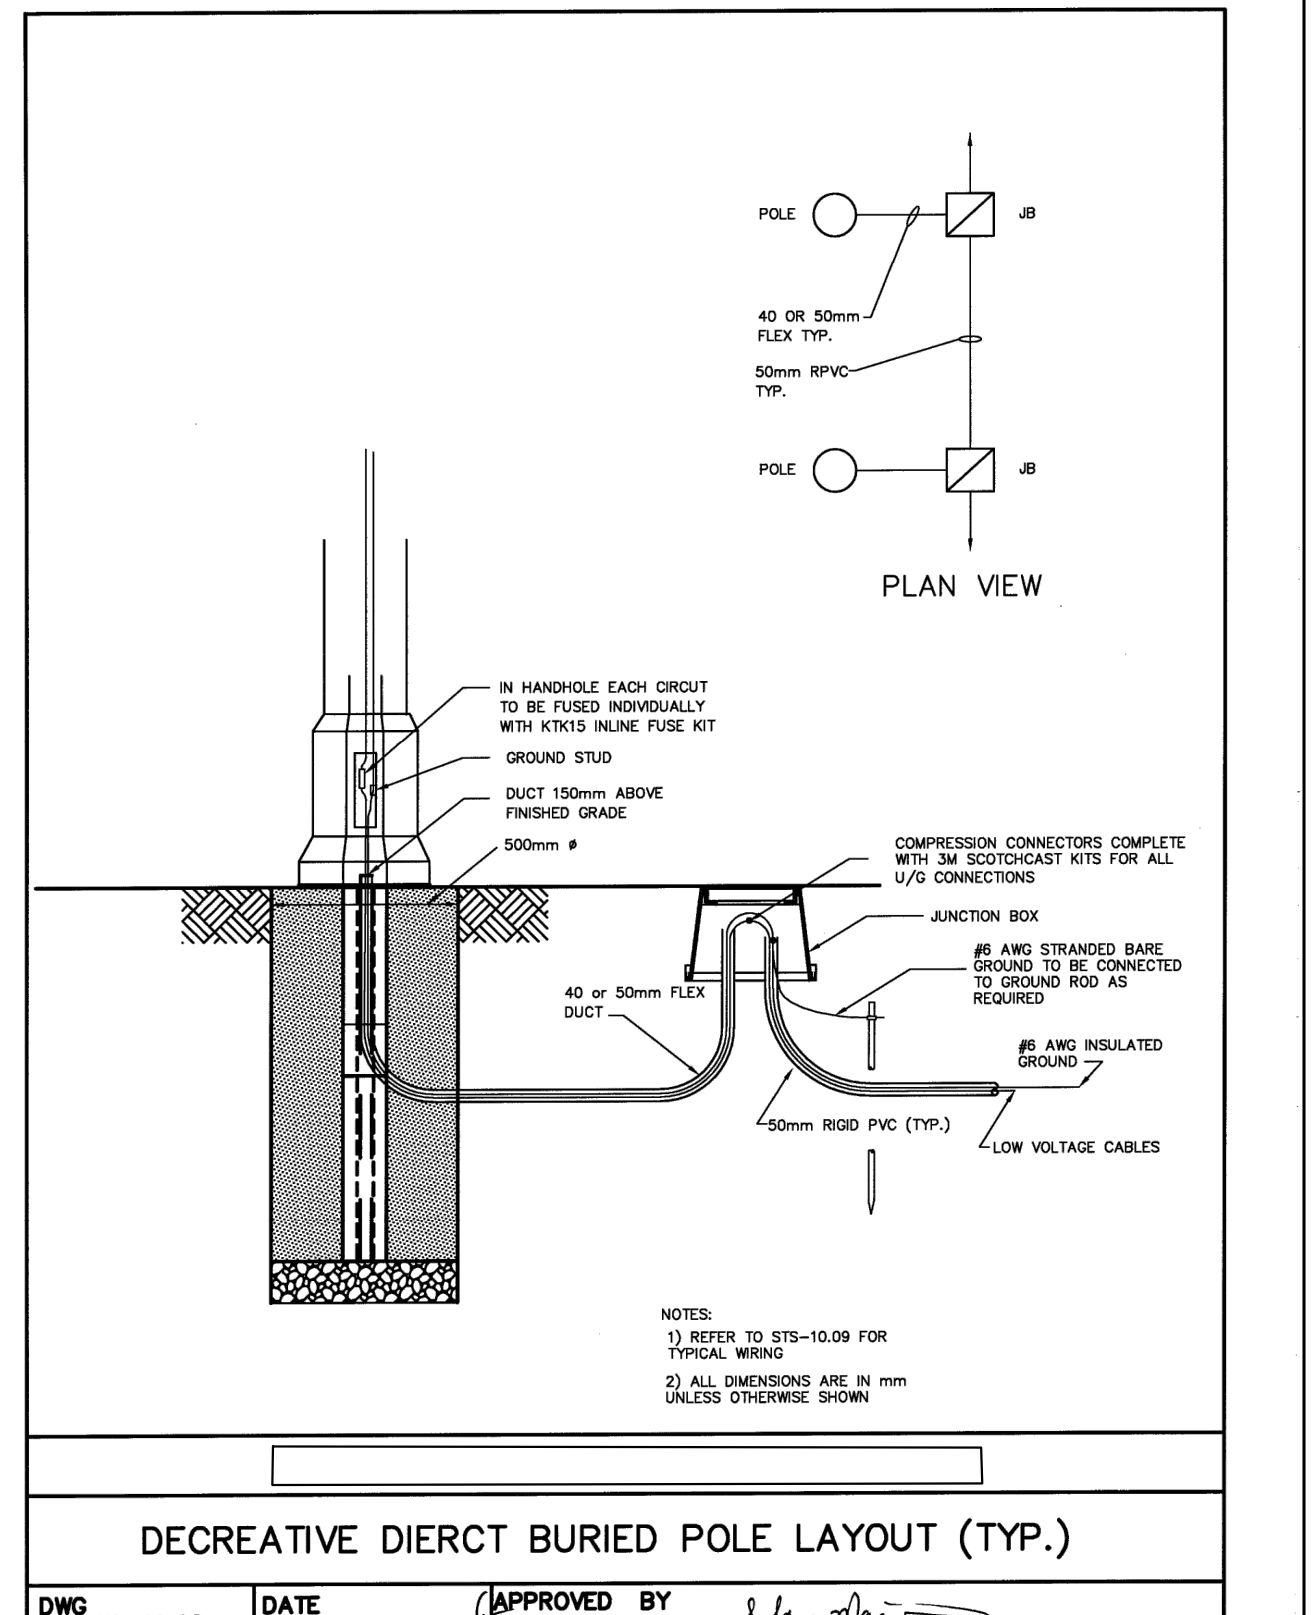 POLE
JB
40 OR 50mm
FLEX TYP.
50mm RPVC
TYP.
POLE
JB
PLAN VIEW
IN HANDHOLE EACH CIRCUT
TO BE FUSED INDIVIDUALLY
WITH KTK15 INLINE FUSE KIT
GROUND STUD
DUCT 150mm ABOVE
FINISHED GRADE
500mm ø
COMPRESSION CONNECTORS COMPLETE
WITH 3M SCOTCHCAST KITS FOR ALL
U/G CONNECTIONS
JUNCTION BOX
#6 AWG STRANDED BARE
GROUND TO BE CONNECTED
TO GROUND ROD AS
REQUIRED
40 or 50mm FLEX
DUCT
#6 AWG INSULATED
GROUND
50mm RIGID PVC (TYP.)
LOW VOLTAGE CABLES
NOTES:
1) REFER TO STS-10.09 FOR
TYPICAL WIRING
2) ALL DIMENSIONS ARE IN mm
UNLESS OTHERWISE SHOWN
DECREATIVE DIERCT BURIED POLE LAYOUT (TYP.)
DWG
DATE
APPROVED BY